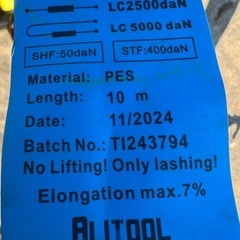 LC2500daN
LC 5000 daN
SHF:50daN STF:400daN
Material: PES
Length: 10 m
Date: 11/2024
Batch No.: TI243794
No Lifting! Only lashing!
Elongation max.7%
ALITOOL